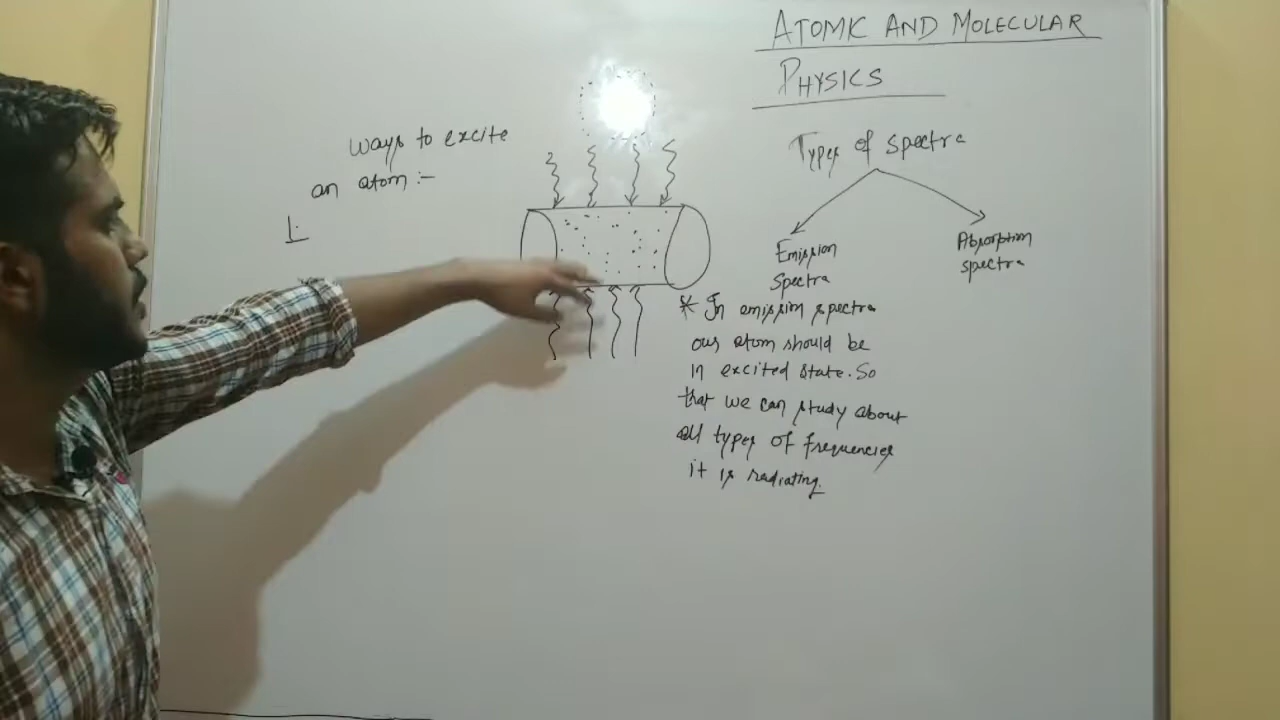 ATOMIC AND MOLECULAR
PHYSICS
ways to excite
an atom :-
1.
Types of spectra
Emission
Spectra
Absorption
spectra
* In emission spectra
our atom should be
in excited state. So
that we can study about
all types of frequencies
it is radiating.